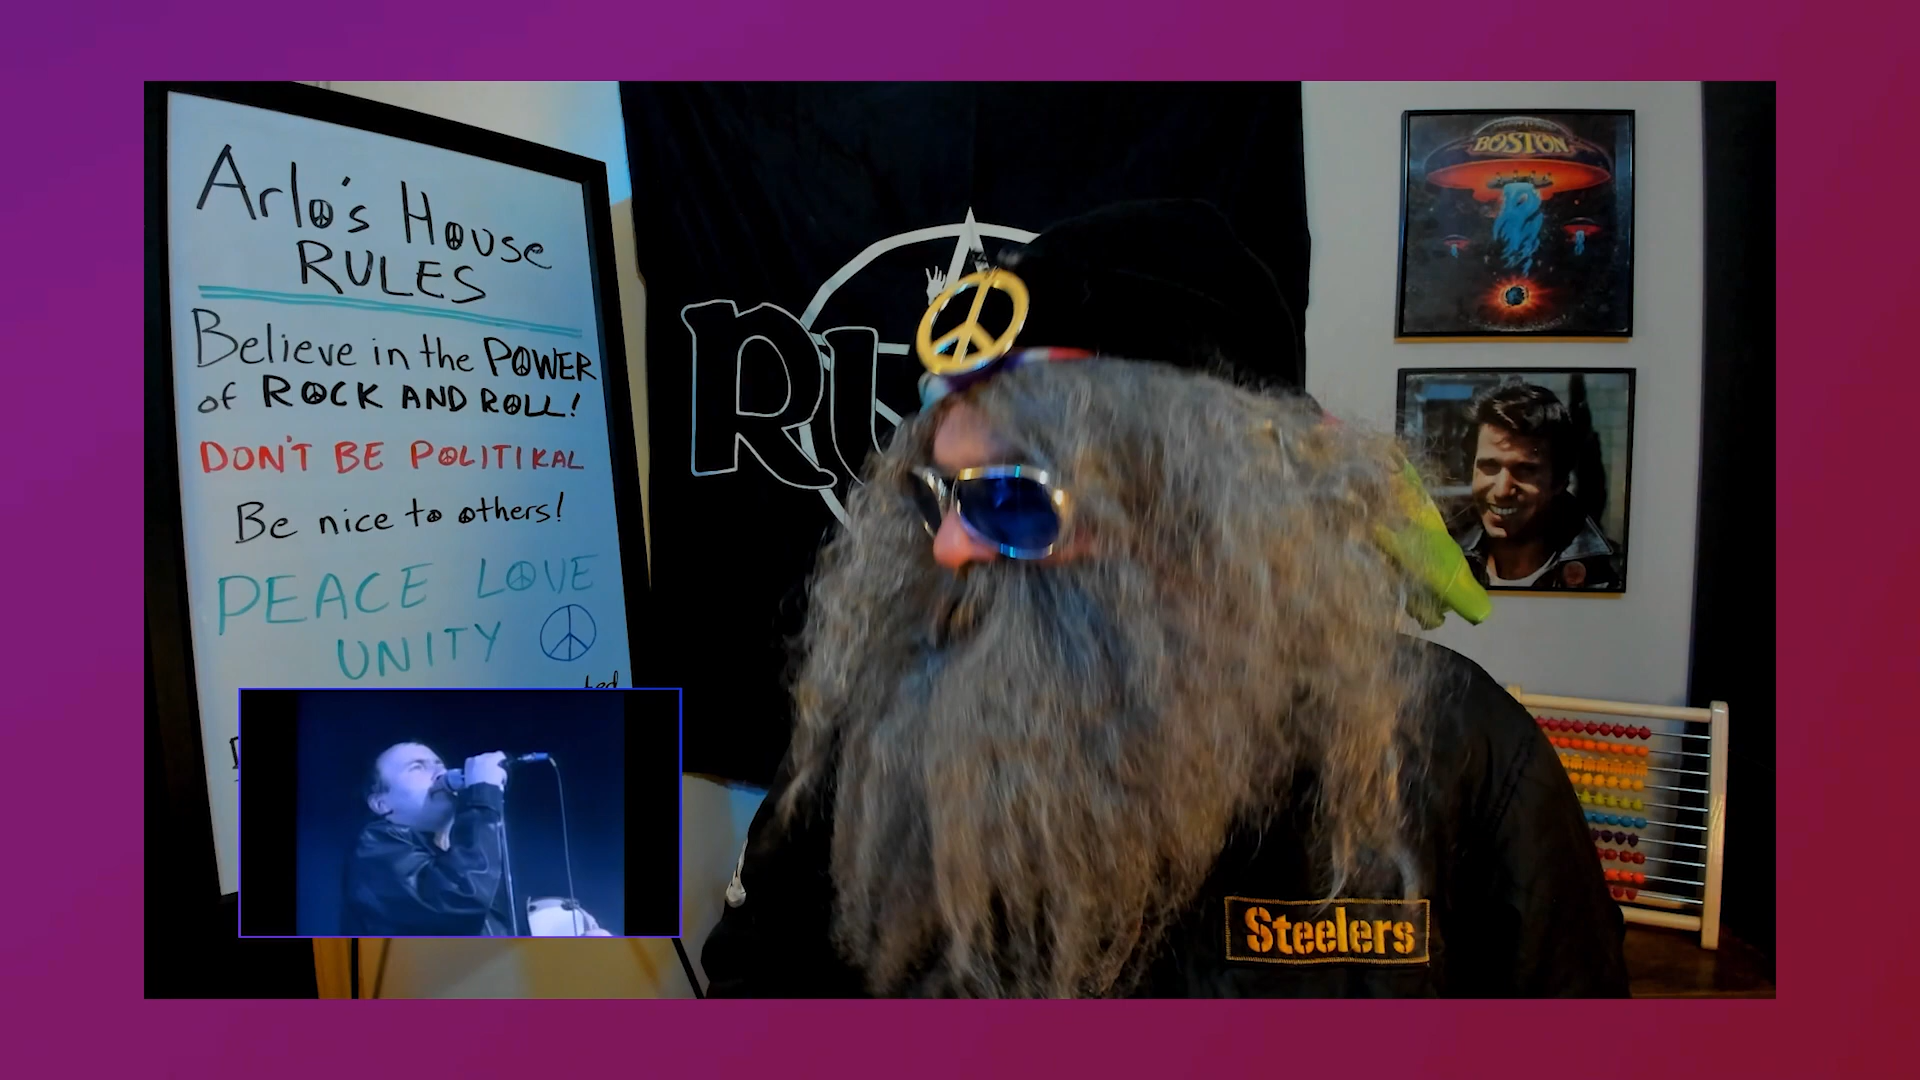 Arlo's House
RULES
Believe in the POWER
of ROCK AND ROLL!
DON'T BE POLITIKAL
Be nice to others!
PEACE LOVE
UNITY
BOSTON
Steelers